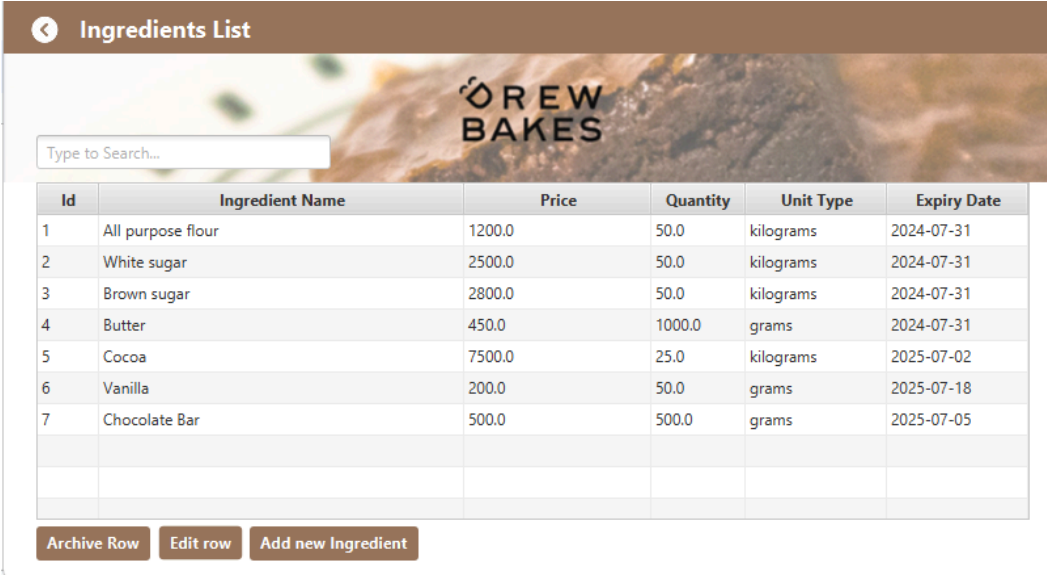 Ingredients List
DREW
BAKES
Type to Search...
Id Ingredient Name Price Quantity Unit Type Expiry Date
1 All purpose flour 1200.0 50.0 kilograms 2024-07-31
2 White sugar 2500.0 50.0 kilograms 2024-07-31
3 Brown sugar 2800.0 50.0 kilograms 2024-07-31
4 Butter 450.0 1000.0 grams 2024-07-31
5 Cocoa 7500.0 25.0 kilograms 2025-07-02
6 Vanilla 200.0 50.0 grams 2025-07-18
7 Chocolate Bar 500.0 500.0 grams 2025-07-05
Archive Row Edit row Add new Ingredient